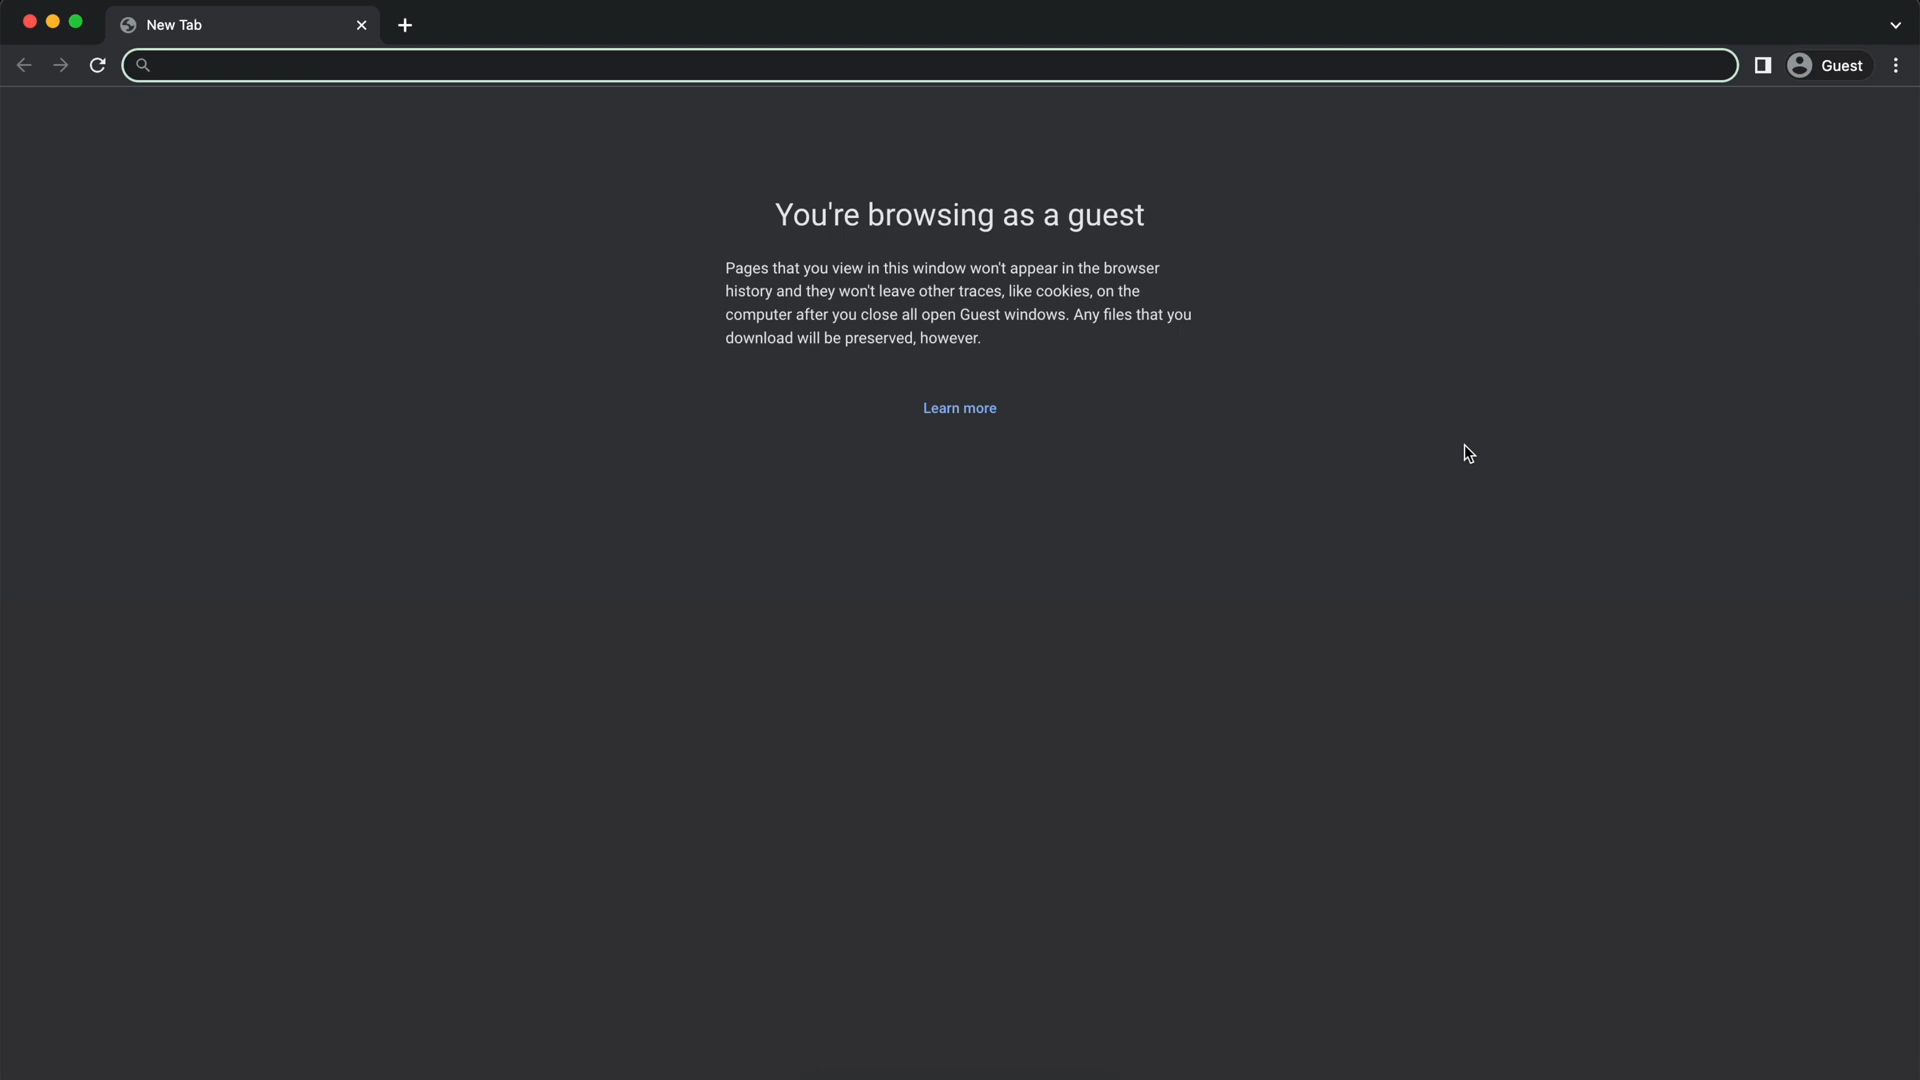 New Tab
Guest
You're browsing as a guest
Pages that you view in this window won't appear in the browser
history and they won't leave other traces, like cookies, on the
computer after you close all open Guest windows. Any files that you
download will be preserved, however.
Learn more